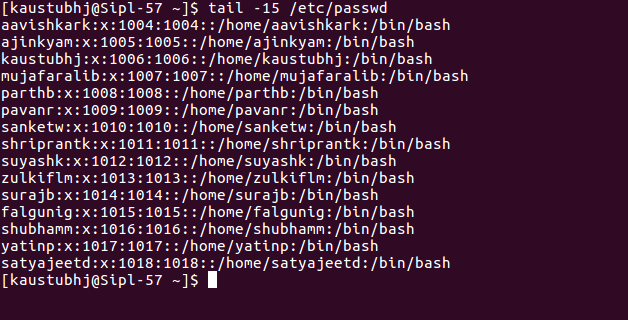 [kaustubhj@Sipl-57 ~]$ tail -15 /etc/passwd
aavishkark:x:1004:1004::/home/aavishkark:/bin/bash
ajinkyam:x:1005:1005::/home/ajinkyam:/bin/bash
kaustubhj:x:1006:1006::/home/kaustubhj:/bin/bash
mujafaralib:x:1007:1007::/home/mujafaralib:/bin/bash
parthb:x:1008:1008::/home/parthb:/bin/bash
pavanr:x:1009:1009::/home/pavanr:/bin/bash
sanketw:x:1010:1010::/home/sanketw:/bin/bash
shriprantk:x:1011:1011::/home/shriprantk:/bin/bash
suyashk:x:1012:1012::/home/suyashk:/bin/bash
zulkiflm:x:1013:1013::/home/zulkiflm:/bin/bash
surajb:x:1014:1014::/home/surajb:/bin/bash
falgunig:x:1015:1015::/home/falgunig:/bin/bash
shubhamm:x:1016:1016::/home/shubhamm:/bin/bash
yatinp:x:1017:1017::/home/yatinp:/bin/bash
satyajeetd:x:1018:1018::/home/satyajeetd:/bin/bash
[kaustubhj@Sipl-57 ~]$